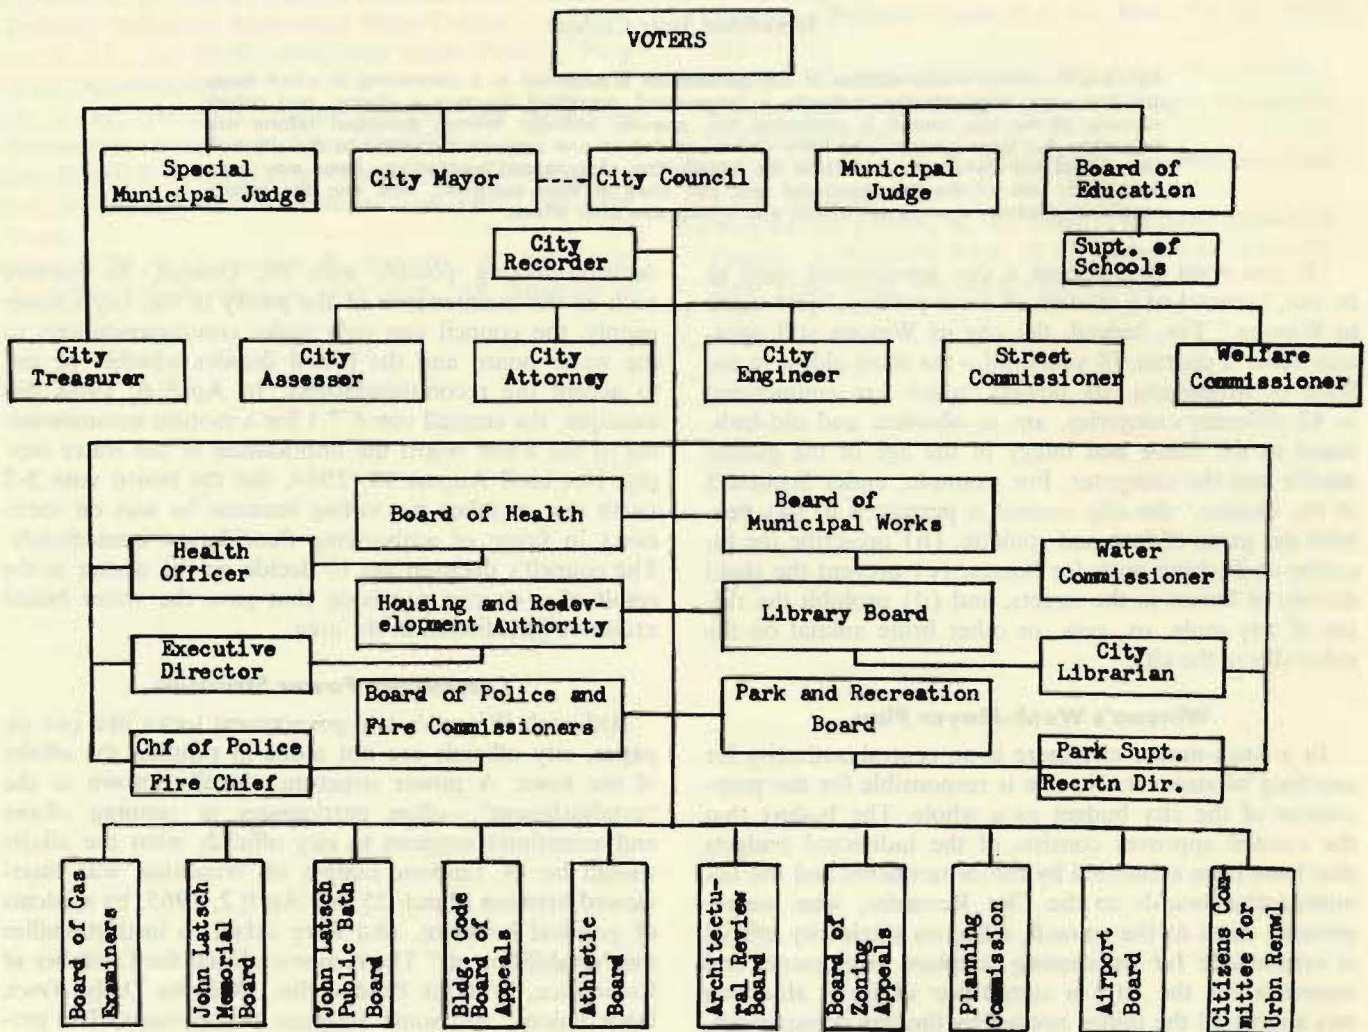 VOTERS
Special
Municipal Judge
City Mayor
City Council
Municipal
Judge
Board of
Education
City
Recorder
Supt. of
Schools
City
Treasurer
City
Assessor
City
Attorney
City
Engineer
Street
Commissioner
Welfare
Commissioner
Board of Health
Board of
Municipal Works
Health
Officer
Water
Commissioner
Housing and Redev-
elopment Authority
Library Board
Executive
Director
City
Librarian
Board of Police and
Fire Commissioners
Park and Recreation
Board
Chf of Police
Fire Chief
Park Supt.
Recrtn Dir.
Board of Gas
Examiners
John Latsch
Memorial
Board
John Latsch
Public Bath
Board
Bldg. Code
Board of
Appeals
Board
Architect-
ural Review
Board
Board of
Zoning
Appeals
Planning
Commission
Airport
Board
Citizens Com-
mittee for
Urbn Renewl